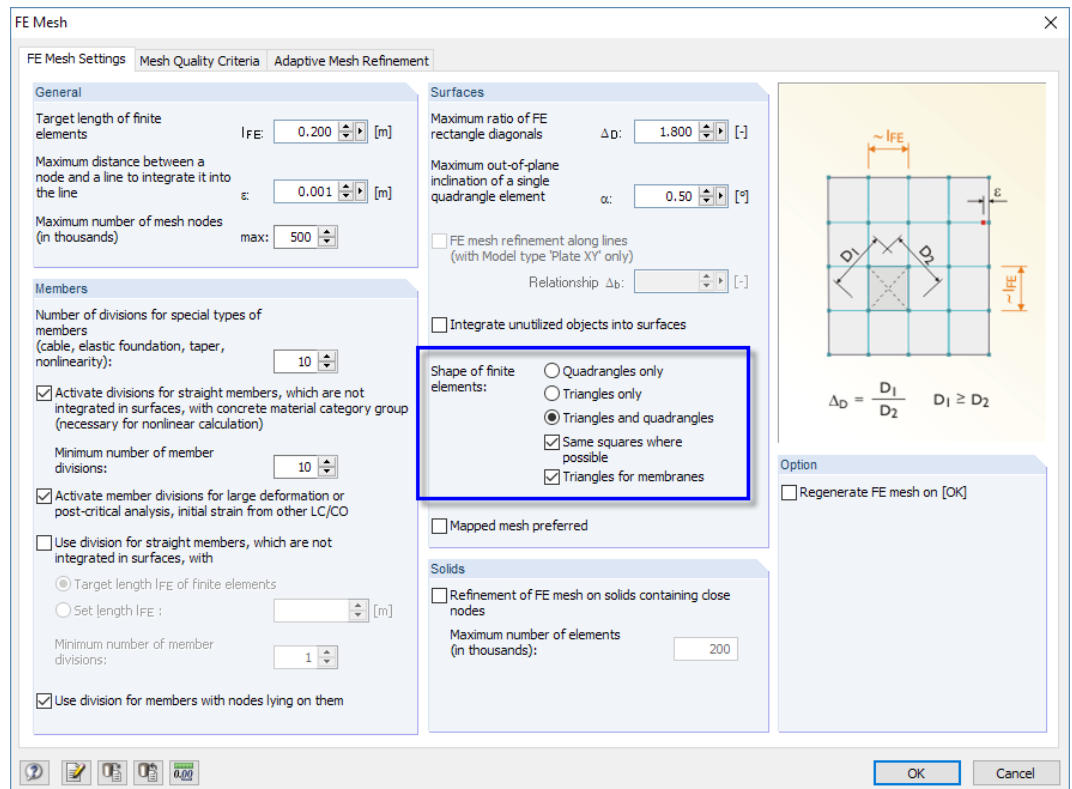 FE Mesh
FE Mesh Settings Mesh Quality Criteria Adaptive Mesh Refinement
General
Target length of finite
elements lFE: 0.200 [m]
Maximum distance between a
node and a line to integrate it into
the line ε: 0.001 [m]
Maximum number of mesh nodes
(in thousands) max: 500
Members
Number of divisions for special types of
members
(cable, elastic foundation, taper,
nonlinearity): 10
Activate divisions for straight members, which are not
integrated in surfaces, with concrete material category group
(necessary for nonlinear calculation)
Minimum number of member
divisions: 10
Activate member divisions for large deformation or
post-critical analysis, initial strain from other LC/CO
Use division for straight members, which are not
integrated in surfaces, with
Target length lFE of finite elements
Set length lFE : [m]
Minimum number of member
divisions: 1
Use division for members with nodes lying on them
Surfaces
Maximum ratio of FE
rectangle diagonals ΔD: 1.800 [-]
Maximum out-of-plane
inclination of a single
quadrangle element α: 0.50 [°]
FE mesh refinement along lines
(with Model type 'Plate XY' only)
Relationship Δb: [-]
Integrate unutilized objects into surfaces
Shape of finite
elements:
Quadrangles only
Triangles only
Triangles and quadrangles
Same squares where
possible
Triangles for membranes
Mapped mesh preferred
Solids
Refinement of FE mesh on solids containing close
nodes
Maximum number of elements
(in thousands): 200
~ lFE
ε
D1 D2
~ lFE
ΔD = D1 / D2 D1 ≥ D2
Option
Regenerate FE mesh on [OK]
0.00
OK Cancel